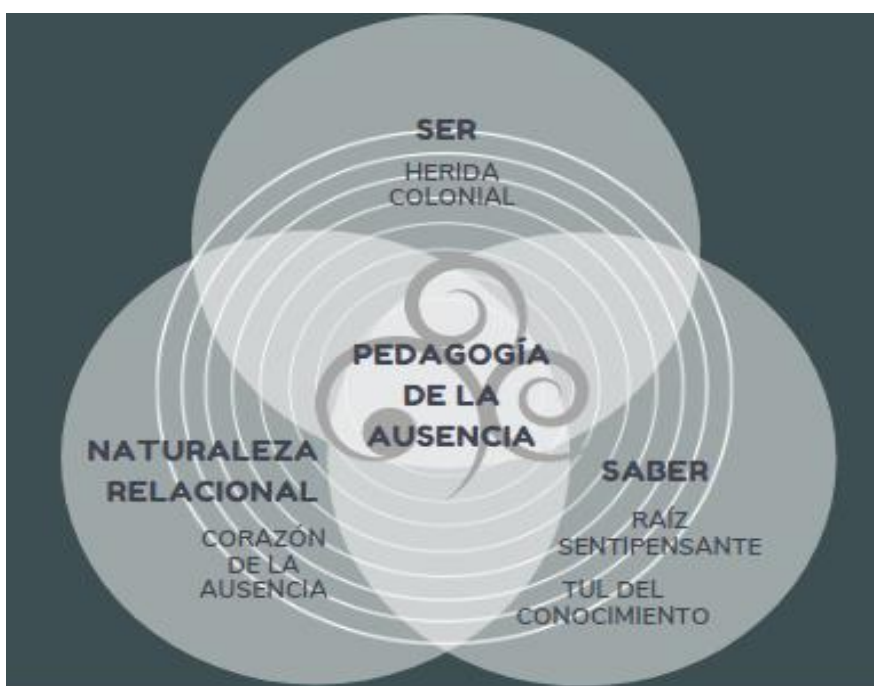 SER
HERIDA
COLONIAL
PEDAGOGÍA
DE LA
AUSENCIA
NATURALEZA
RELACIONAL
CORAZÓN
DE LA
AUSENCIA
SABER
RAÍZ
SENTIPENSANTE
TUL DEL
CONOCIMIENTO